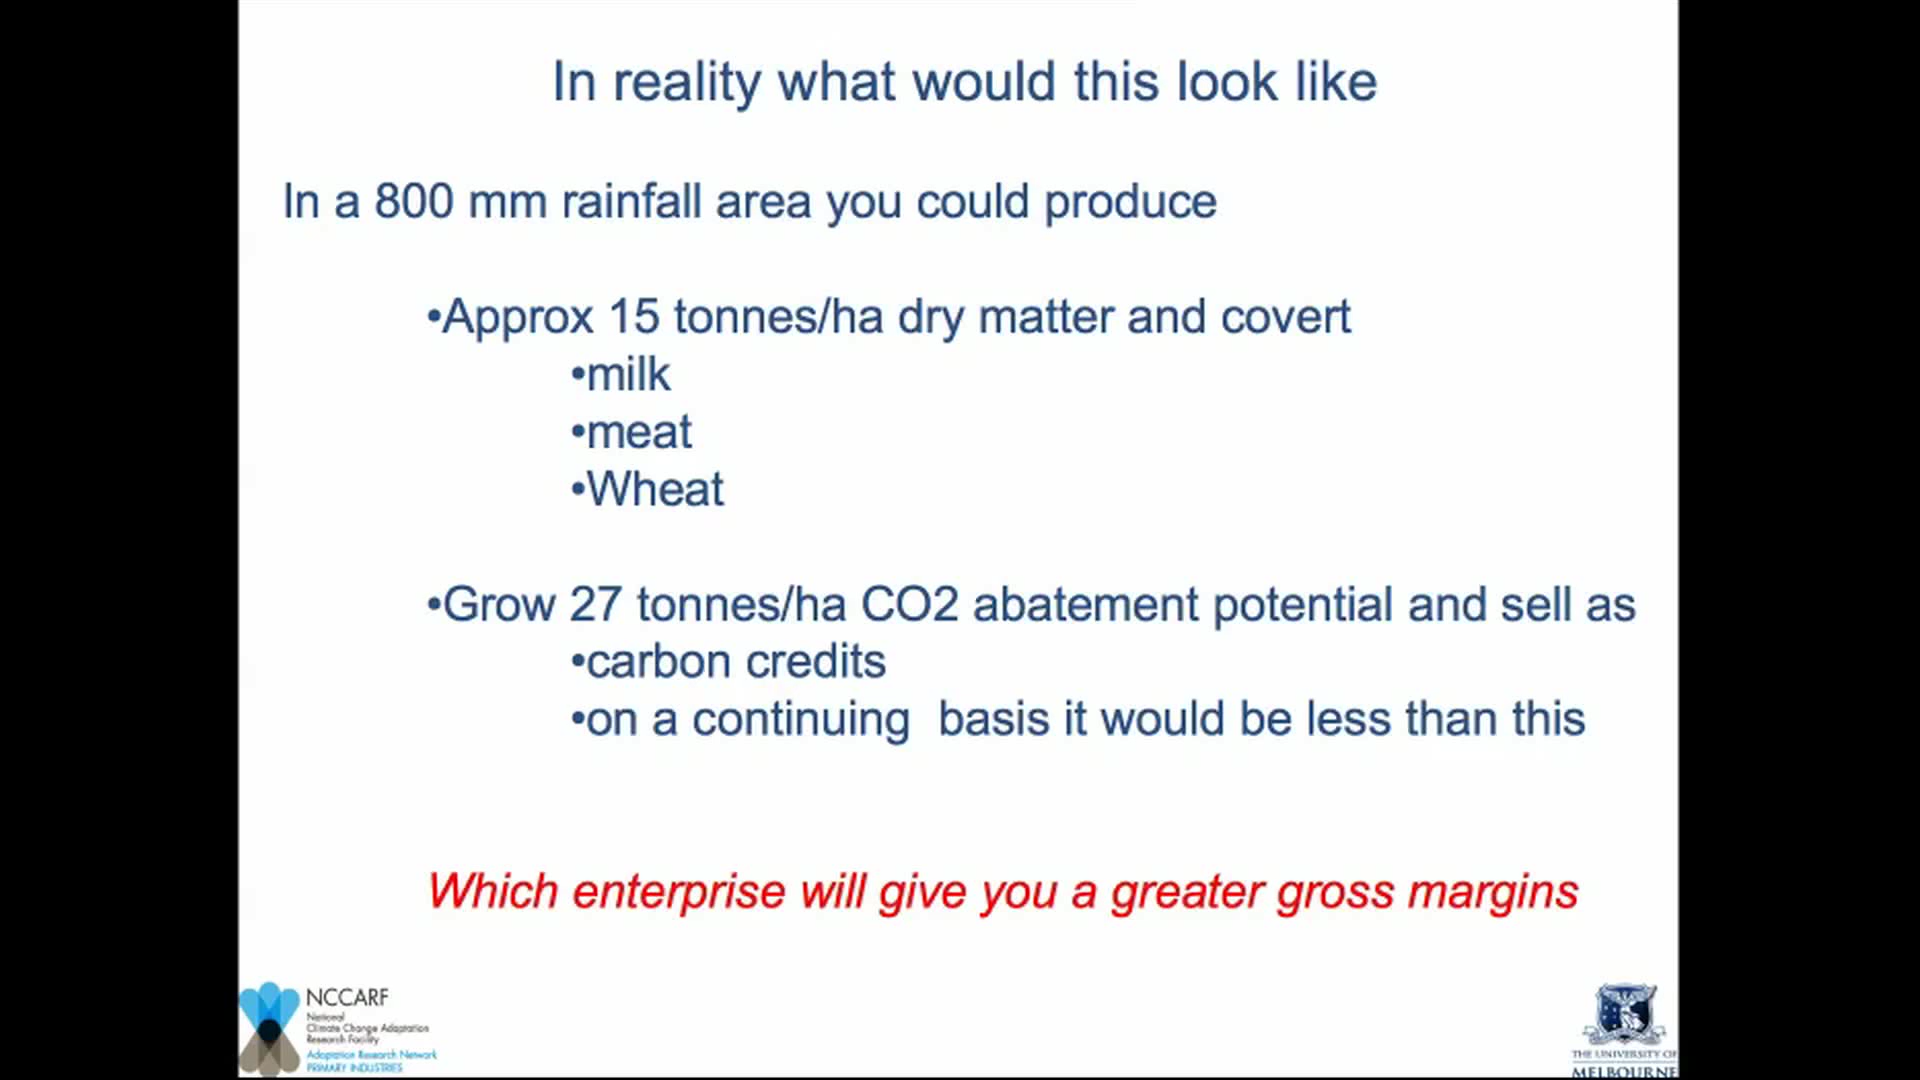 In reality what would this look like
In a 800 mm rainfall area you could produce
•Approx 15 tonnes/ha dry matter and covert
•milk
•meat
•Wheat
•Grow 27 tonnes/ha CO2 abatement potential and sell as
•carbon credits
•on a continuing basis it would be less than this
Which enterprise will give you a greater gross margins
NCCARF
National
Climate Change Adaptation
Research Facility
Adaptation Research Network
PRIMARY INDUSTRIES
THE UNIVERSITY OF
MELBOURNE